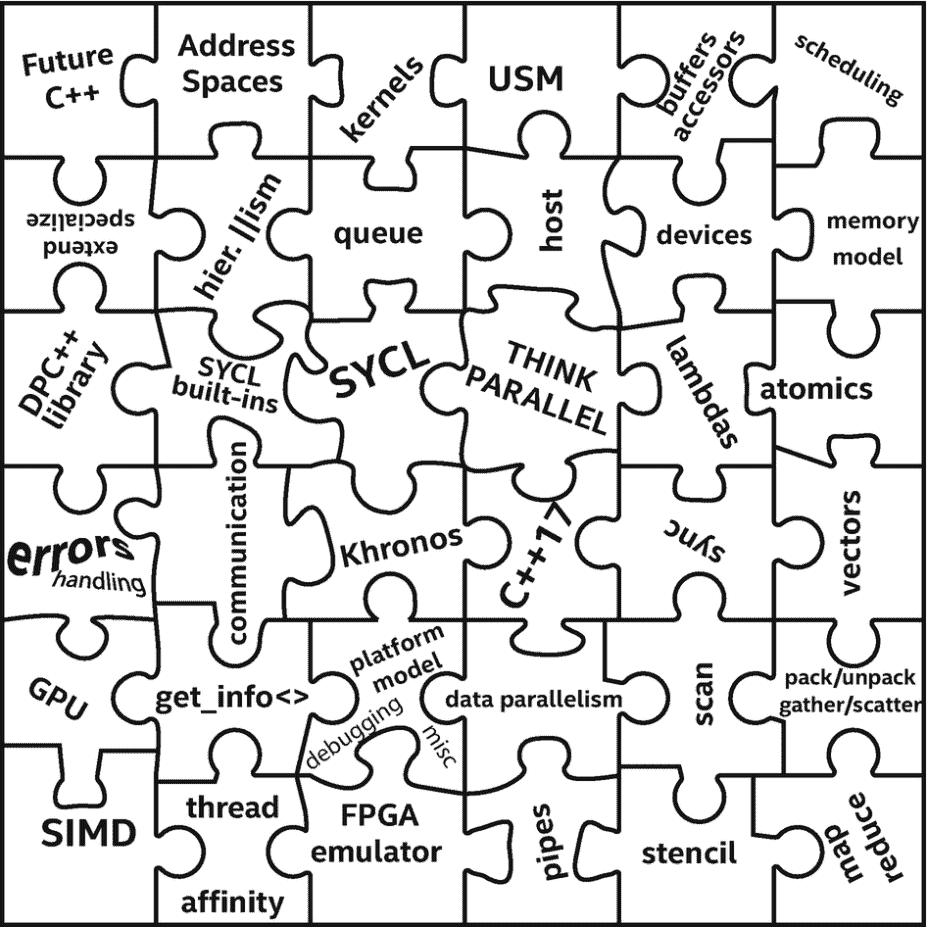 Future
C++
Address
Spaces
kernels
USM
buffers
accessors
scheduling
extend
specialize
hier. ||ism
queue
host
devices
memory
model
DPC++
library
SYCL
built-ins
SYCL
THINK
PARALLEL
lambdas
atomics
errors
handling
communication
Khronos
C++17
sync
vectors
GPU
get_info<>
platform
model
debugging
misc
data parallelism
scan
pack/unpack
gather/scatter
SIMD
thread
affinity
FPGA
emulator
pipes
stencil
map
reduce